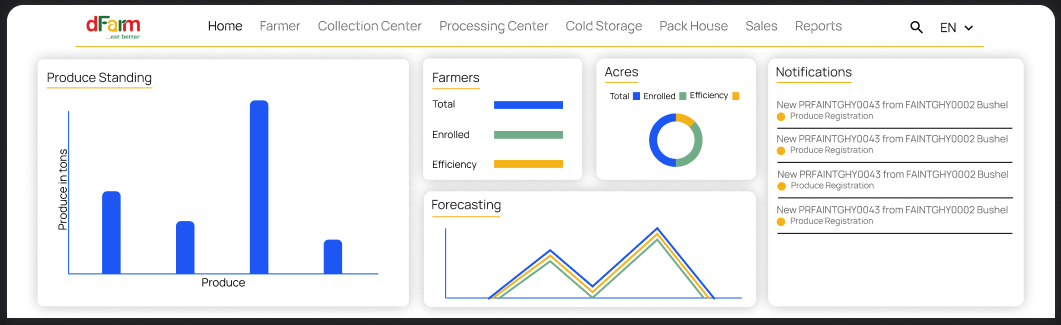 dFarm
...eat better
Home Farmer Collection Center Processing Center Cold Storage Pack House Sales Reports EN
Produce Standing
Produce in tons
Produce
Farmers
Total
Enrolled
Efficiency
Acres
Total Enrolled Efficiency
Forecasting
Notifications
New PRFAINTGHY0043 from FAINTGHY0002 Bushel
Produce Registration
New PRFAINTGHY0043 from FAINTGHY0002 Bushel
Produce Registration
New PRFAINTGHY0043 from FAINTGHY0002 Bushel
Produce Registration
New PRFAINTGHY0043 from FAINTGHY0002 Bushel
Produce Registration